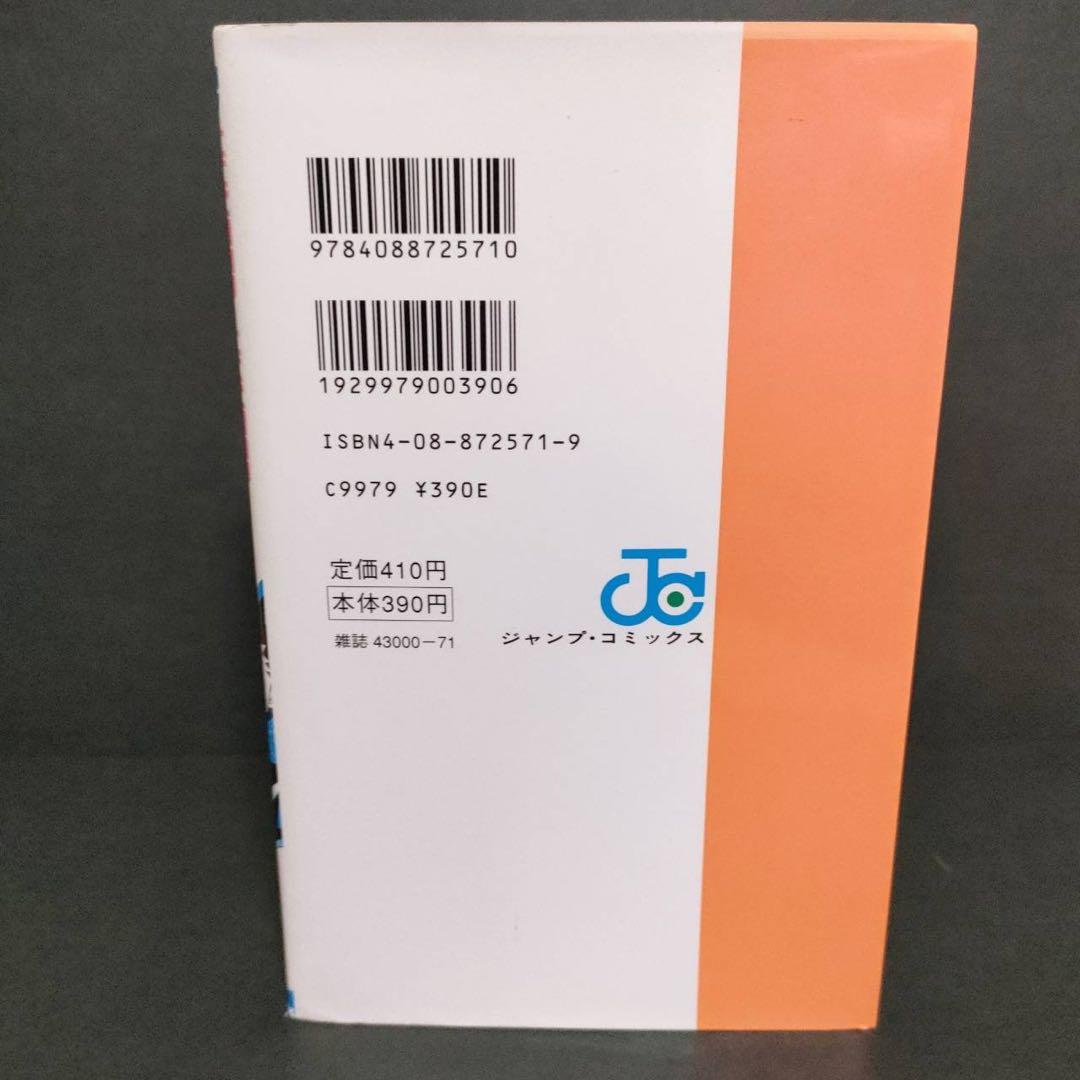 9784088725710
1929979003906
ISBN4-08-872571-9
C9979 ¥390E
定価410円
本体390円
雑誌 43000-71
JC
ジャンプ・コミックス